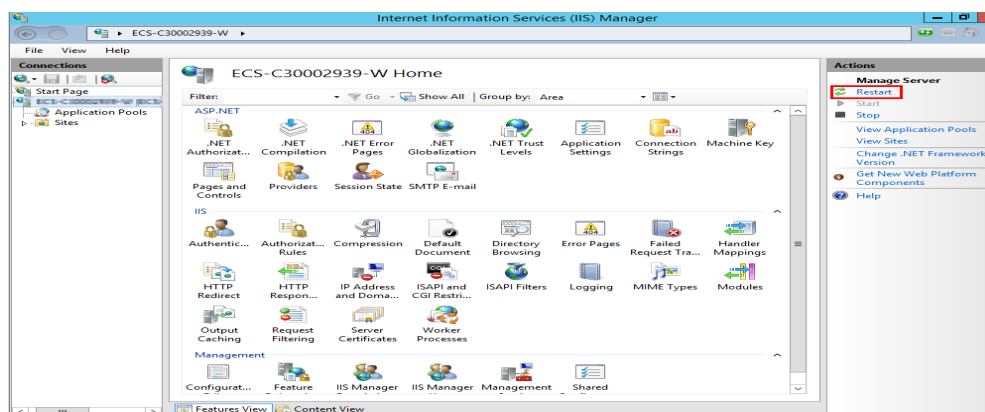 Internet Information Services (IIS) Manager
ECS-C30002939-W
File View Help
Connections
Start Page
Application Pools
Sites
ECS-C30002939-W Home
Filter: Go Show All Group by: Area
ASP.NET
.NET Authorizat...
.NET Compilation
.NET Error Pages
.NET Globalization
.NET Trust Levels
Application Settings
Connection Strings
Machine Key
Pages and Controls
Providers
Session State
SMTP E-mail
IIS
Authentic...
Authorizat... Rules
Compression
Default Document
Directory Browsing
Error Pages
Failed Request Tra...
Handler Mappings
HTTP Redirect
HTTP Respon...
IP Address and Doma...
ISAPI and CGI Restri...
ISAPI Filters
Logging
MIME Types
Modules
Output Caching
Request Filtering
Server Certificates
Worker Processes
Management
Configurat...
Feature
IIS Manager
IIS Manager
Management
Shared
Features View Content View
Actions
Manage Server
Restart
Start
Stop
View Application Pools
View Sites
Change .NET Framework
Version
Get New Web Platform
Components
Help